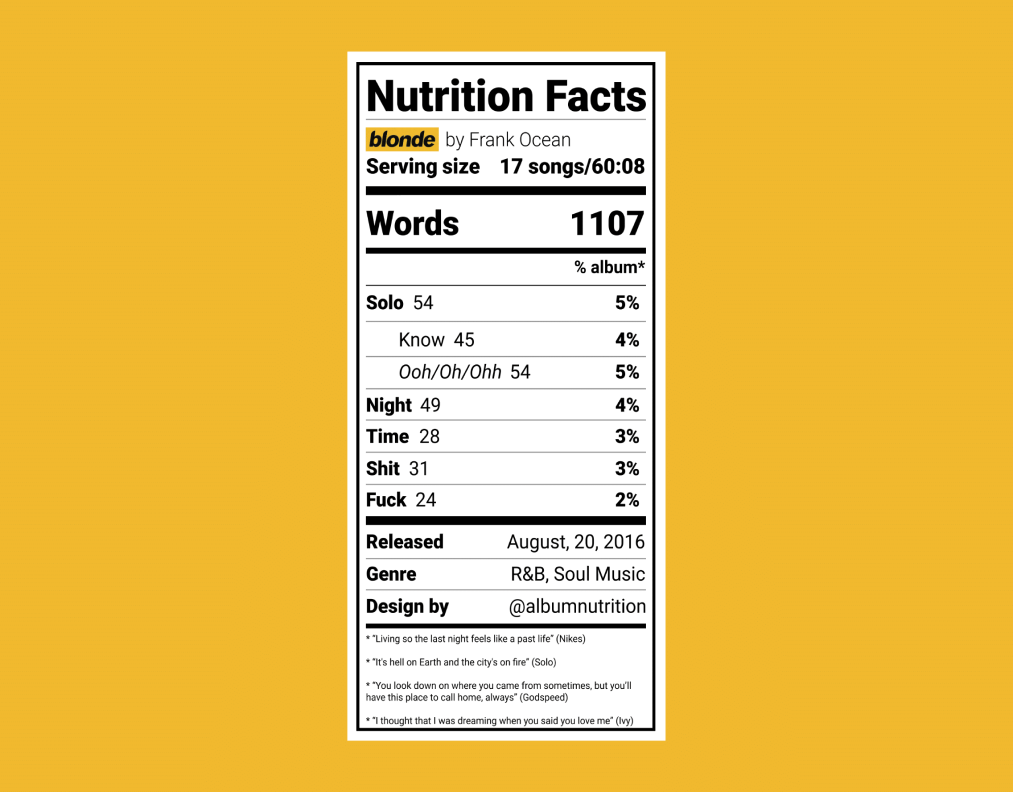 Nutrition Facts
blonde by Frank Ocean
Serving size 17 songs/60:08
Words 1107
% album*
Solo 54 5%
Know 45 4%
Ooh/Oh/Ohh 54 5%
Night 49 4%
Time 28 3%
Shit 31 3%
Fuck 24 2%
Released August, 20, 2016
Genre R&B, Soul Music
Design by @albumnutrition
* “Living so the last night feels like a past life” (Nikes)
* “It's hell on Earth and the city's on fire” (Solo)
* “You look down on where you came from sometimes, but you'll
have this place to call home, always” (Godspeed)
* “I thought that I was dreaming when you said you love me” (Ivy)